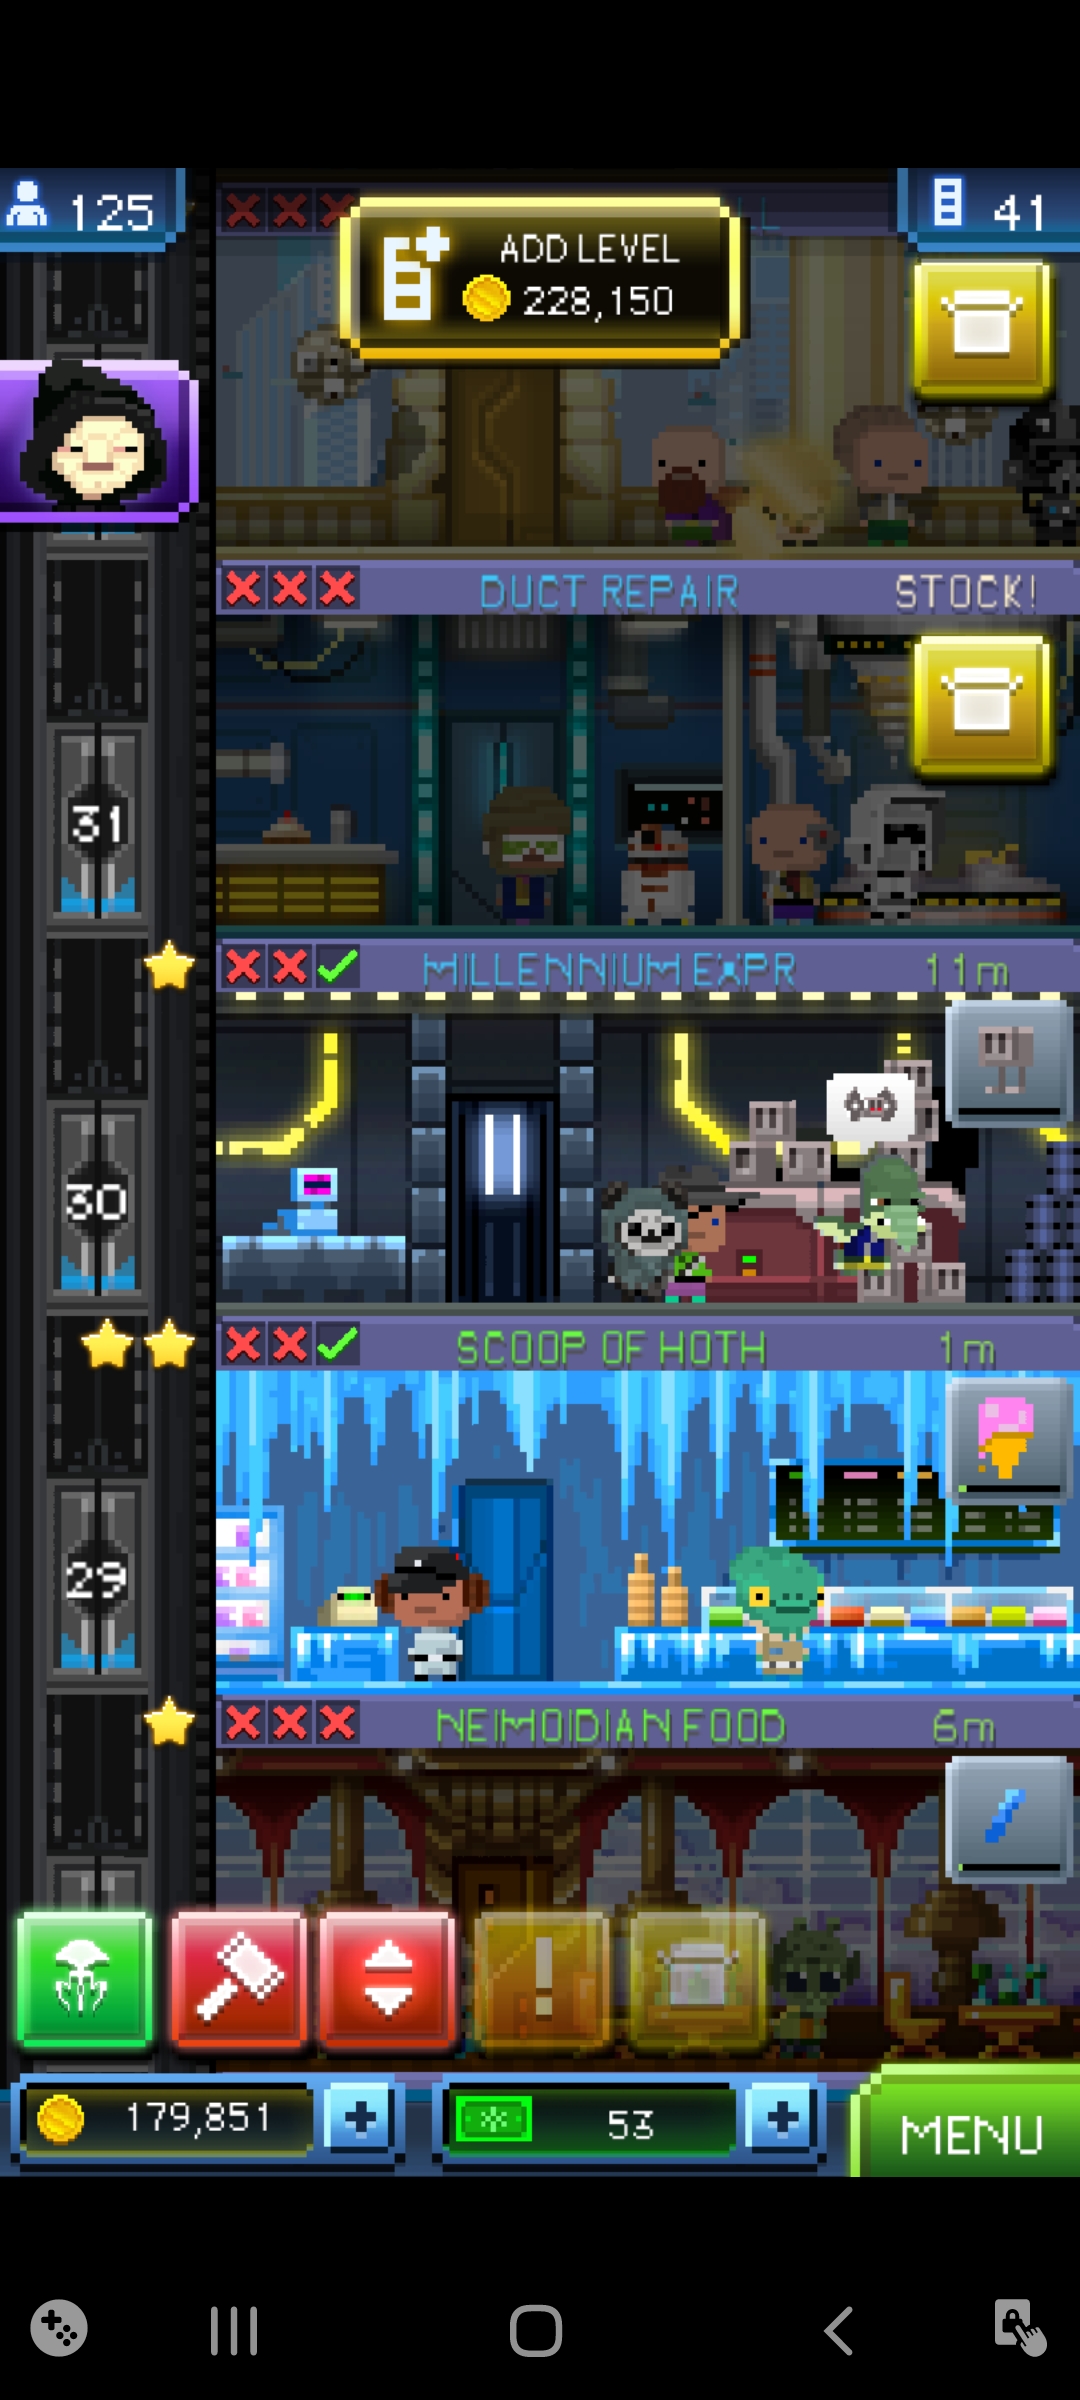 125
41
ADD LEVEL
228,150
DUCT REPAIR
STOCK!
31
MILLENNIUM EXPR
11m
30
SCOOP OF HOTH
1m
29
NEIMOIDIAN FOOD
6m
179,851
53
MENU